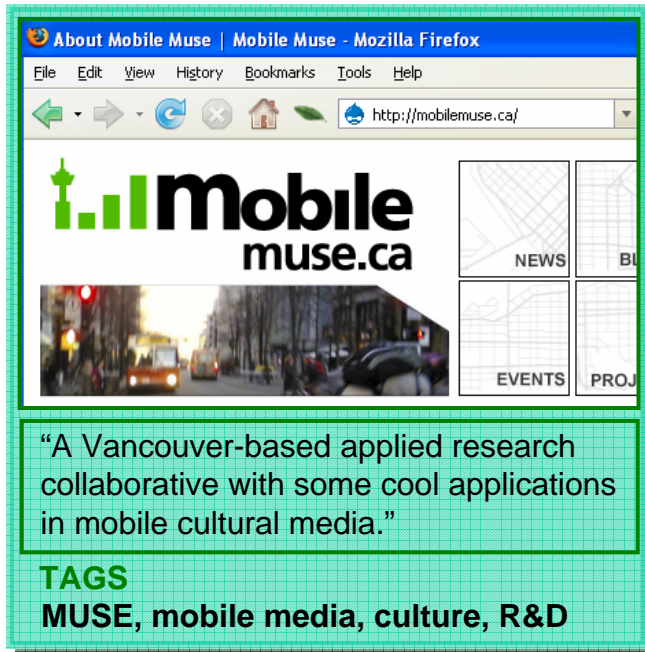 About Mobile Muse | Mobile Muse - Mozilla Firefox
File Edit View History Bookmarks Tools Help
http://mobilemuse.ca/
mobile
muse.ca
NEWS BL
EVENTS PROJ
“A Vancouver-based applied research
collaborative with some cool applications
in mobile cultural media.”
TAGS
MUSE, mobile media, culture, R&D